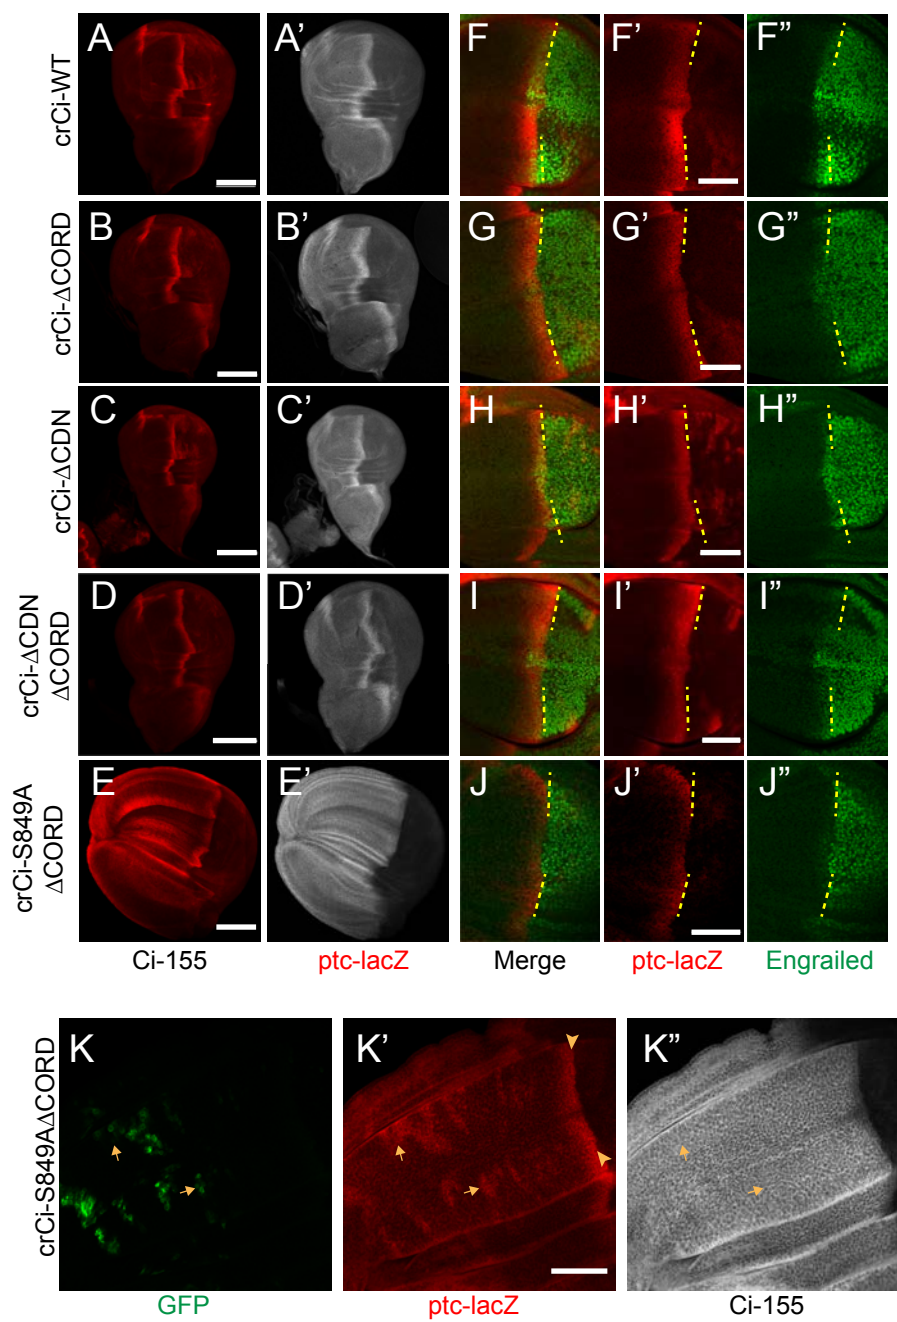 crCi-WT
A
A’
F
F’
F”
crCi-ΔCORD
B
B’
G
G’
G”
crCi-ΔCDN
C
C’
H
H’
H”
crCi-ΔCDN
ΔCORD
D
D’
I
I’
I”
crCi-S849A
ΔCORD
E
E’
J
J’
J”
Ci-155
ptc-lacZ
Merge
ptc-lacZ
Engrailed
crCi-S849AΔCORD
K
K’
K”
GFP
ptc-lacZ
Ci-155